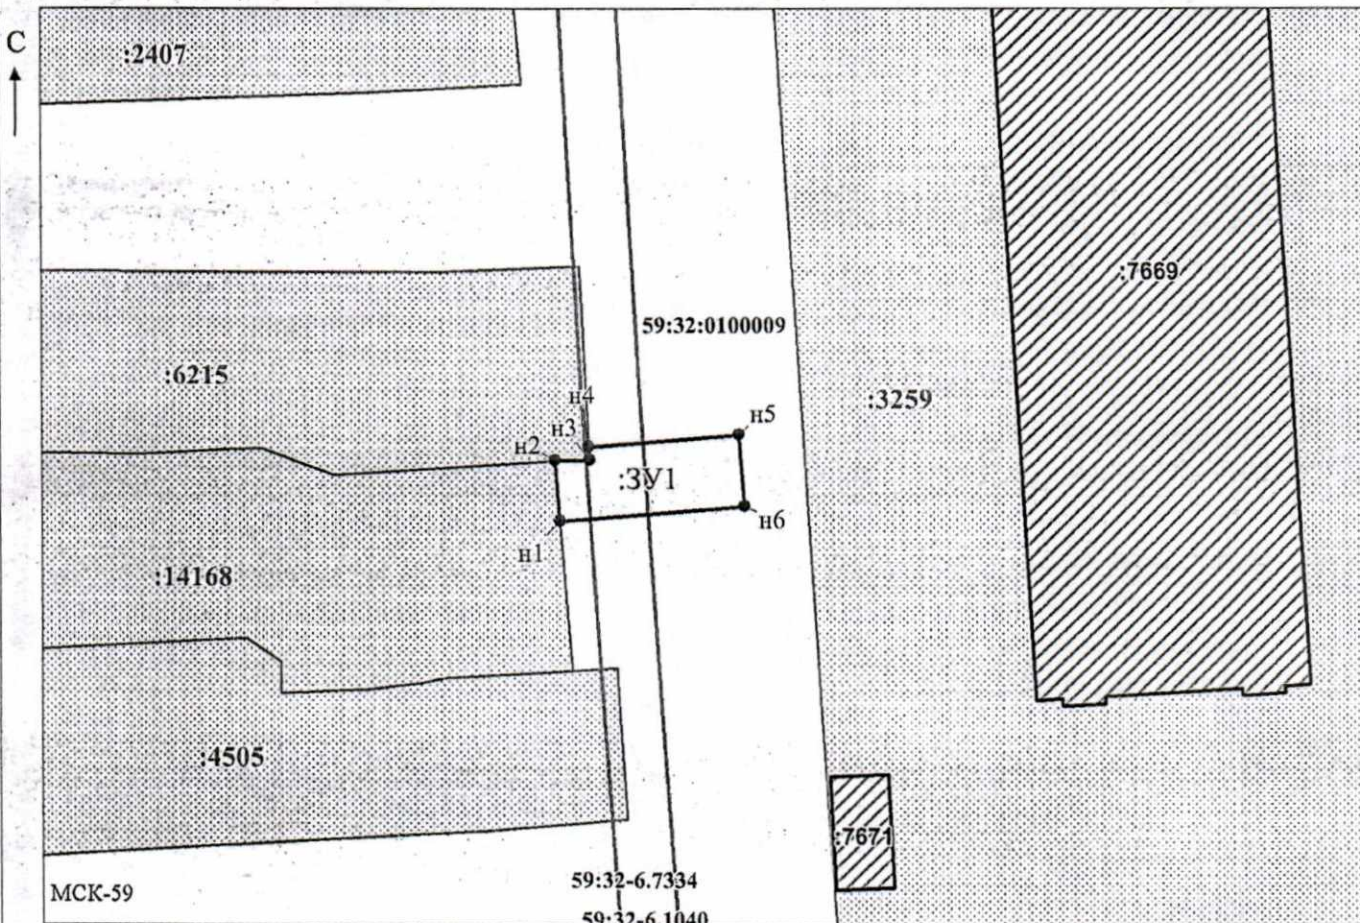 С
:2407
59:32:0100009
:7669
:6215
:3259
н4
н3
н2
н5
:ЗУ1
н6
н1
:14168
:4505
:7671
59:32-6.7334
МСК-59
59:32-6.1040